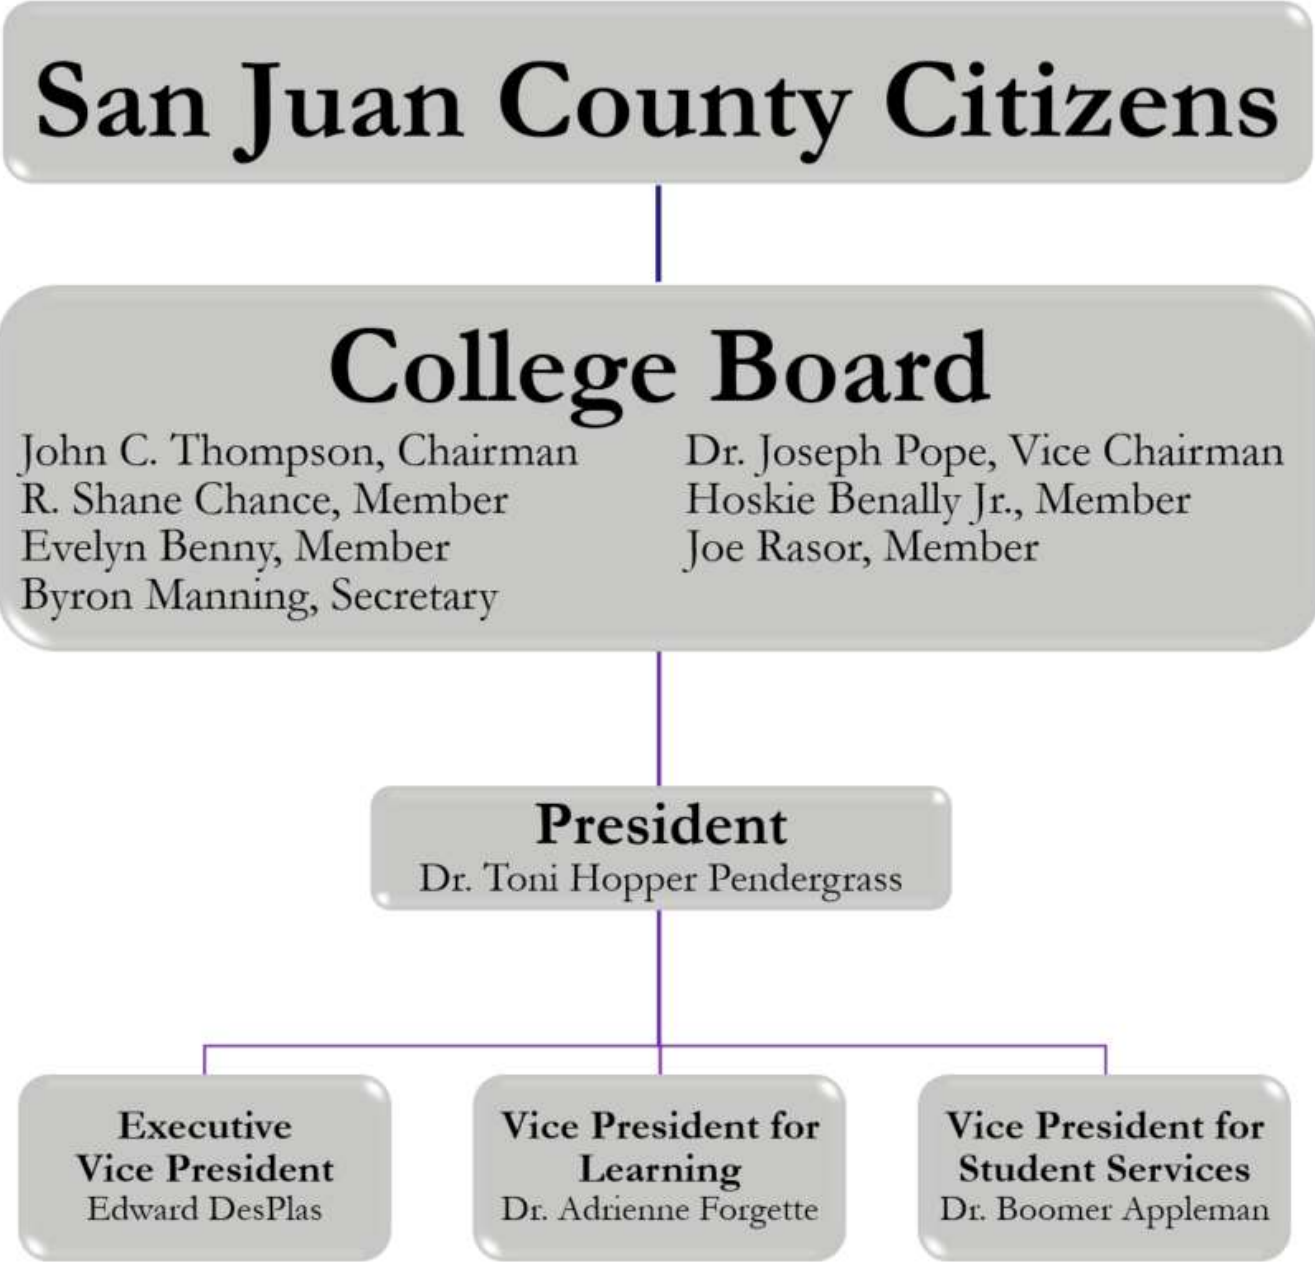 San Juan County Citizens
College Board
John C. Thompson, Chairman
R. Shane Chance, Member
Evelyn Benny, Member
Byron Manning, Secretary
Dr. Joseph Pope, Vice Chairman
Hoskie Benally Jr., Member
Joe Rasor, Member
President
Dr. Toni Hopper Pendergrass
Executive
Vice President
Edward DesPlas
Vice President for
Learning
Dr. Adrienne Forgette
Vice President for
Student Services
Dr. Boomer Appleman